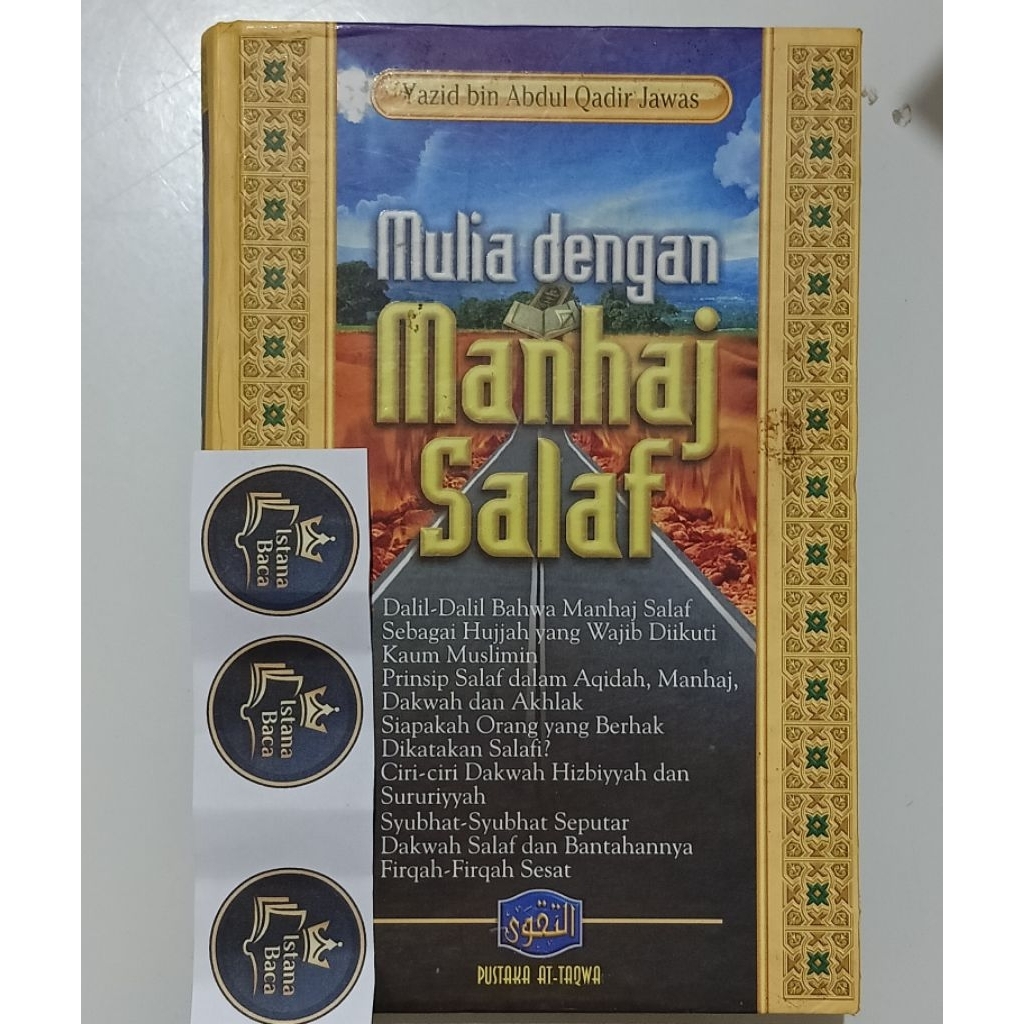 Yazid bin Abdul Qadir Jawas
Mulia dengan
Manhaj
Salaf
Dalil-Dalil Bahwa Manhaj Salaf
Sebagai Hujjah yang Wajib Diikuti
Kaum Muslimin
Prinsip Salaf dalam Aqidah, Manhaj,
Dakwah dan Akhlak
Siapakah Orang yang Berhak
Dikatakan Salafi?
Ciri-ciri Dakwah Hizbiyyah dan
Sururiyyah
Syubhat-Syubhat Seputar
Dakwah Salaf dan Bantahannya
Firqah-Firqah Sesat
التقوى
PUSTAKA AT-TAQWA
Istana
Baca
Istana
Baca
Istana
Baca